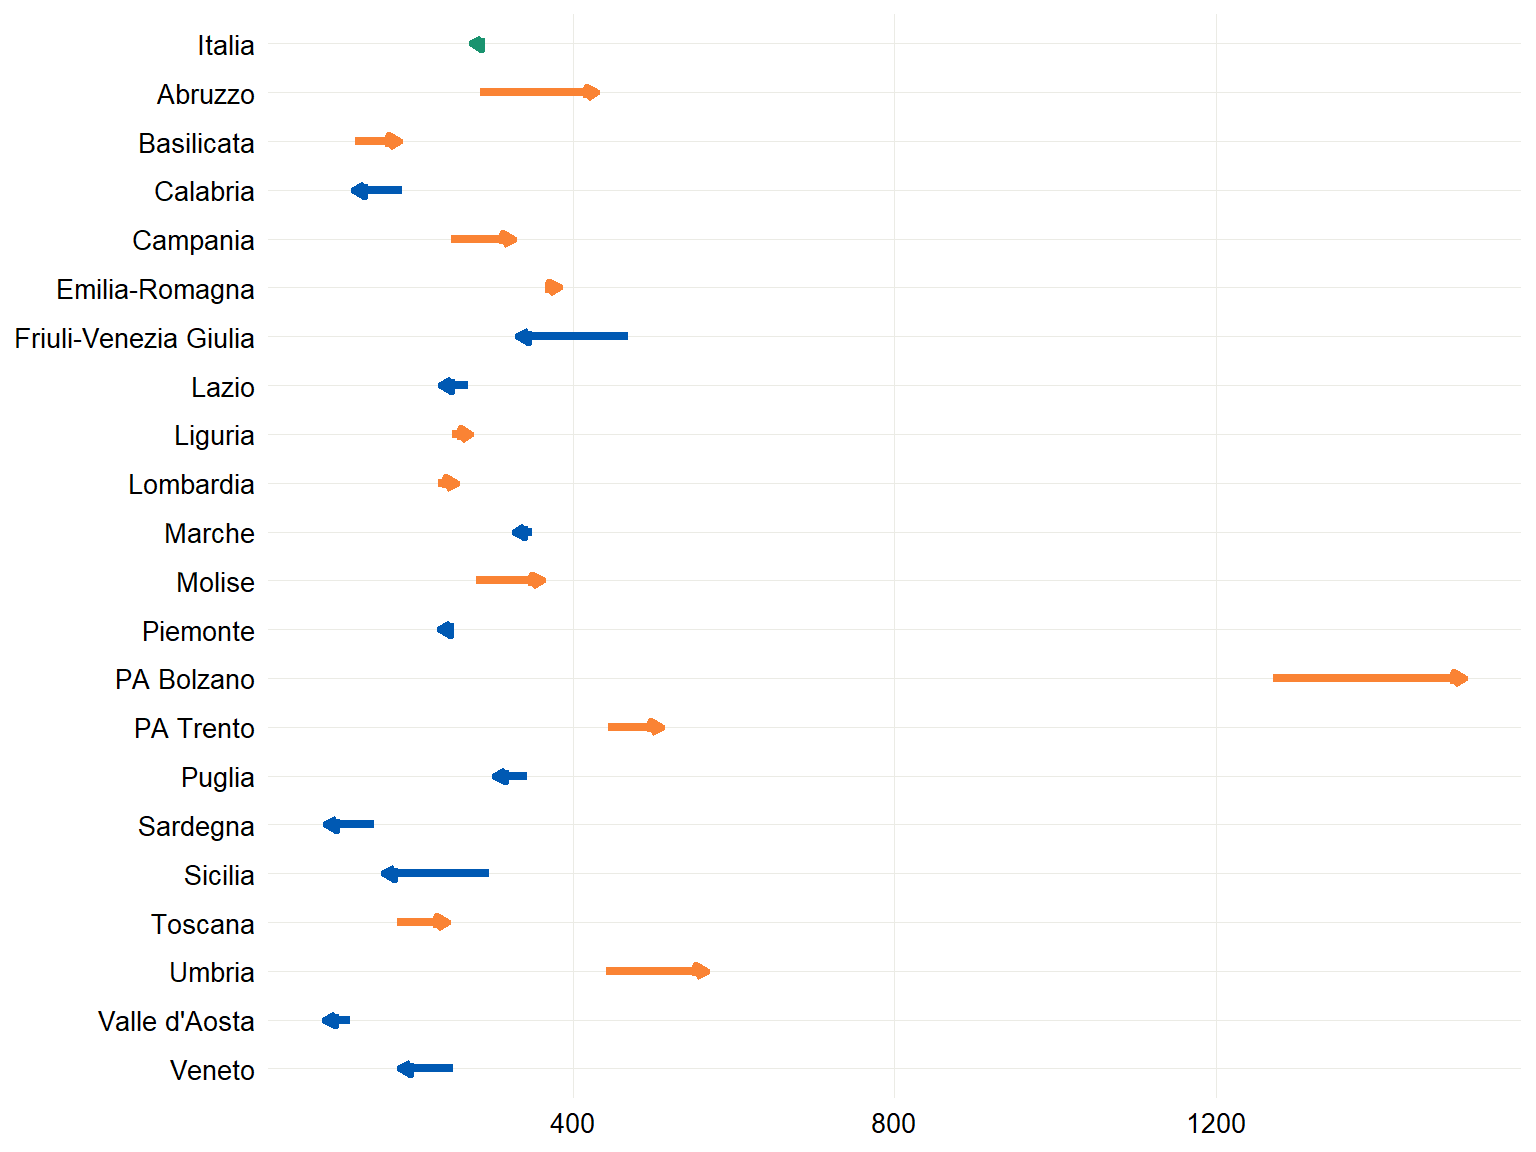 Italia
Abruzzo
Basilicata
Calabria
Campania
Emilia-Romagna
Friuli-Venezia Giulia
Lazio
Liguria
Lombardia
Marche
Molise
Piemonte
PA Bolzano
PA Trento
Puglia
Sardegna
Sicilia
Toscana
Umbria
Valle d'Aosta
Veneto
400 800 1200